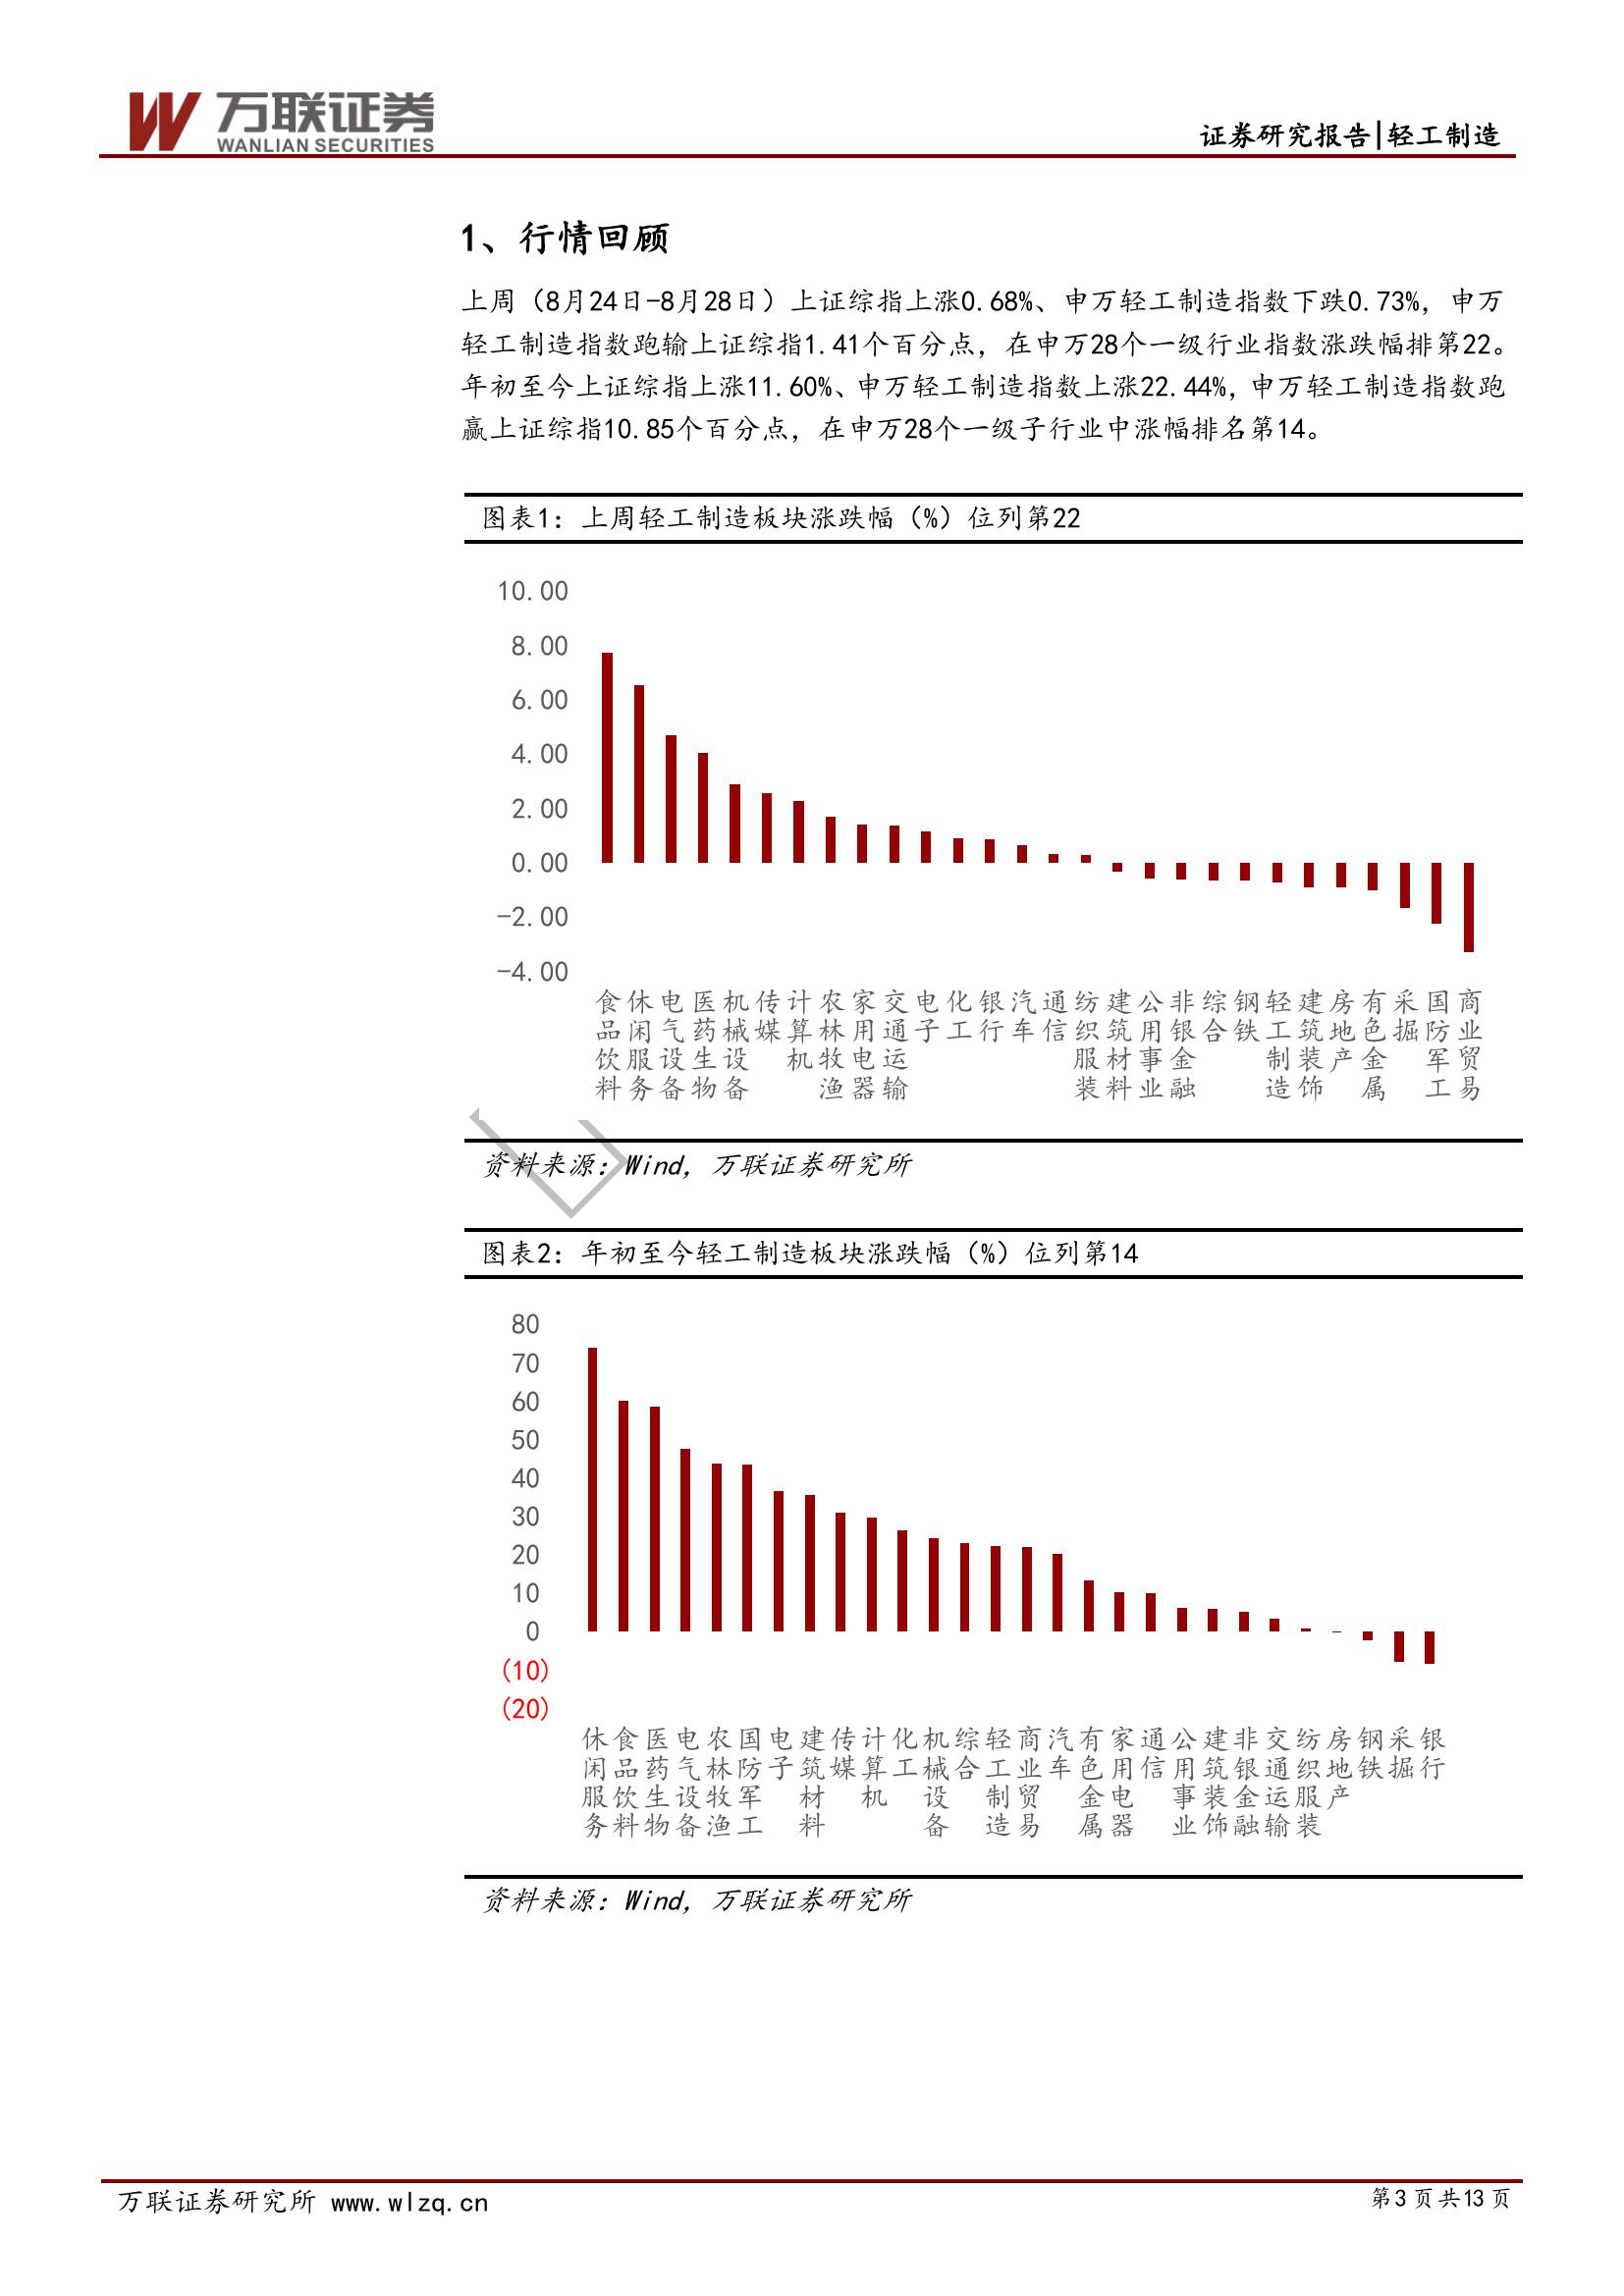 万联证券
WANLIAN SECURITIES
证券研究报告|轻工制造
1、行情回顾
上周（8月24日-8月28日）上证综指上涨0.68%、申万轻工制造指数下跌0.73%，申万
轻工制造指数跑输上证综指1.41个百分点，在申万28个一级行业指数涨跌幅排第22。
年初至今上证综指上涨11.60%、申万轻工制造指数上涨22.44%，申万轻工制造指数跑
赢上证综指10.85个百分点，在申万28个一级子行业中涨幅排名第14。
图表1：上周轻工制造板块涨跌幅（%）位列第22
10.00
8.00
6.00
4.00
2.00
0.00
-2.00
-4.00
食品饮料
休闲服务
电气设备
医药生物
机械设备
传媒
计算机
农林牧渔
家用电器
交通运输
电子
化工
银行
汽车
通信
纺织服装
建筑材料
公用事业
非银金融
综合
钢铁
轻工制造
建筑装饰
房地产
有色金属
采掘
国防军工
商业贸易
资料来源：Wind，万联证券研究所
图表2：年初至今轻工制造板块涨跌幅（%）位列第14
80
70
60
50
40
30
20
10
0
(10)
(20)
休闲服务
食品饮料
医药生物
电气设备
农林牧渔
国防军工
电子
建筑材料
传媒
计算机
化工
机械设备
综合
轻工制造
商业贸易
汽车
有色金属
家用电器
通信
公用事业
建筑装饰
非银金融
交通运输
纺织服装
房地产
钢铁
采掘
银行
资料来源：Wind，万联证券研究所
万联证券研究所 www.wlzq.cn
第3页共13页